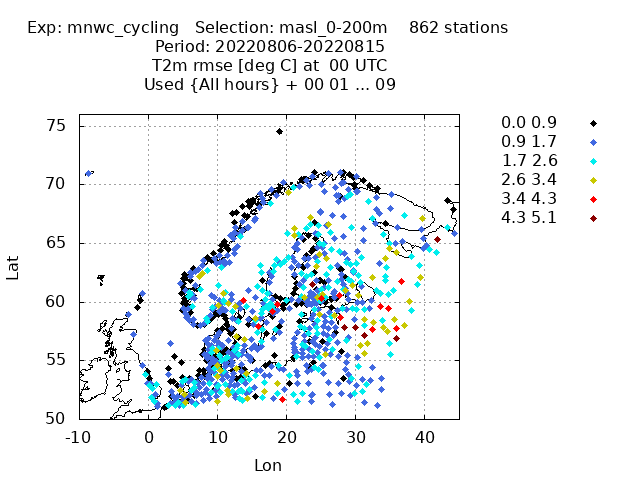 Exp: mnwc_cycling   Selection: masl_0-200m    862 stations
Period: 20220806-20220815
T2m rmse [deg C] at  00 UTC
Used {All hours} + 00 01 ... 09
75
70
65
60
55
50
Lat
-10 0 10 20 30 40
Lon
0.0 0.9
0.9 1.7
1.7 2.6
2.6 3.4
3.4 4.3
4.3 5.1